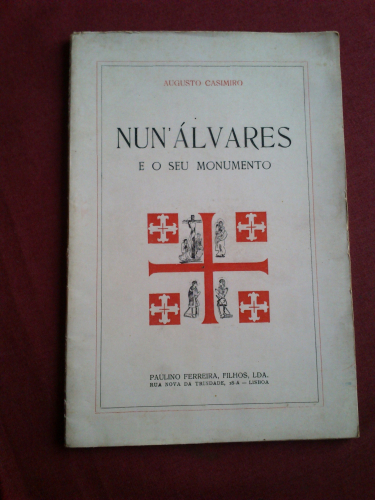 AUGUSTO CASIMIRO
NUN'ÁLVARES
E O SEU MONUMENTO
PAULINO FERREIRA, FILHOS, LDA.
RUA NOVA DA TRINDADE, 18-A — LISBOA